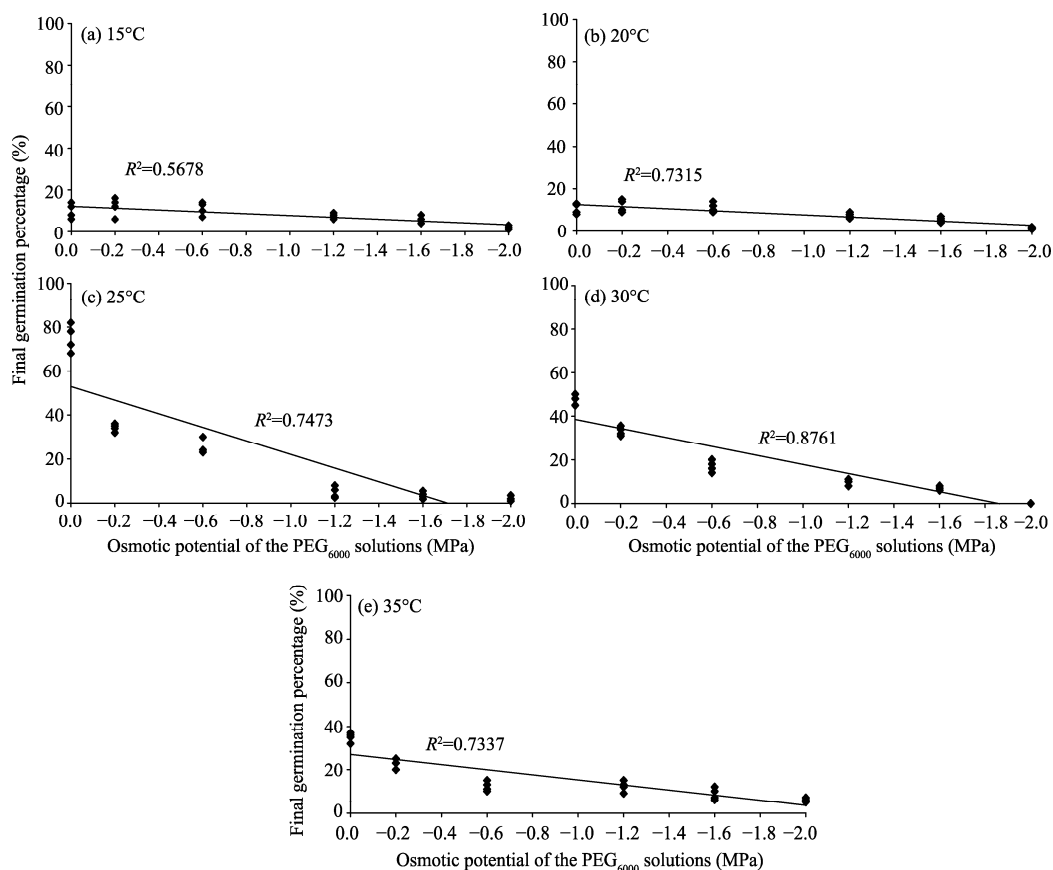 (a) 15°C
R²=0.5678
100
80
60
40
20
0
0.0 −0.2 −0.4 −0.6 −0.8 −1.0 −1.2 −1.4 −1.6 −1.8 −2.0
(b) 20°C
R²=0.7315
100
80
60
40
20
0
0.0 −0.2 −0.4 −0.6 −0.8 −1.0 −1.2 −1.4 −1.6 −1.8 −2.0
Final germination percentage (%)
(c) 25°C
R²=0.7473
100
80
60
40
20
0
0.0 −0.2 −0.4 −0.6 −0.8 −1.0 −1.2 −1.4 −1.6 −1.8 −2.0
Osmotic potential of the PEG₆₀₀₀ solutions (MPa)
(d) 30°C
R²=0.8761
100
80
60
40
20
0
0.0 −0.2 −0.4 −0.6 −0.8 −1.0 −1.2 −1.4 −1.6 −1.8 −2.0
Osmotic potential of the PEG₆₀₀₀ solutions (MPa)
(e) 35°C
R²=0.7337
100
80
60
40
20
0
0.0 −0.2 −0.4 −0.6 −0.8 −1.0 −1.2 −1.4 −1.6 −1.8 −2.0
Final germination percentage (%)
Osmotic potential of the PEG₆₀₀₀ solutions (MPa)